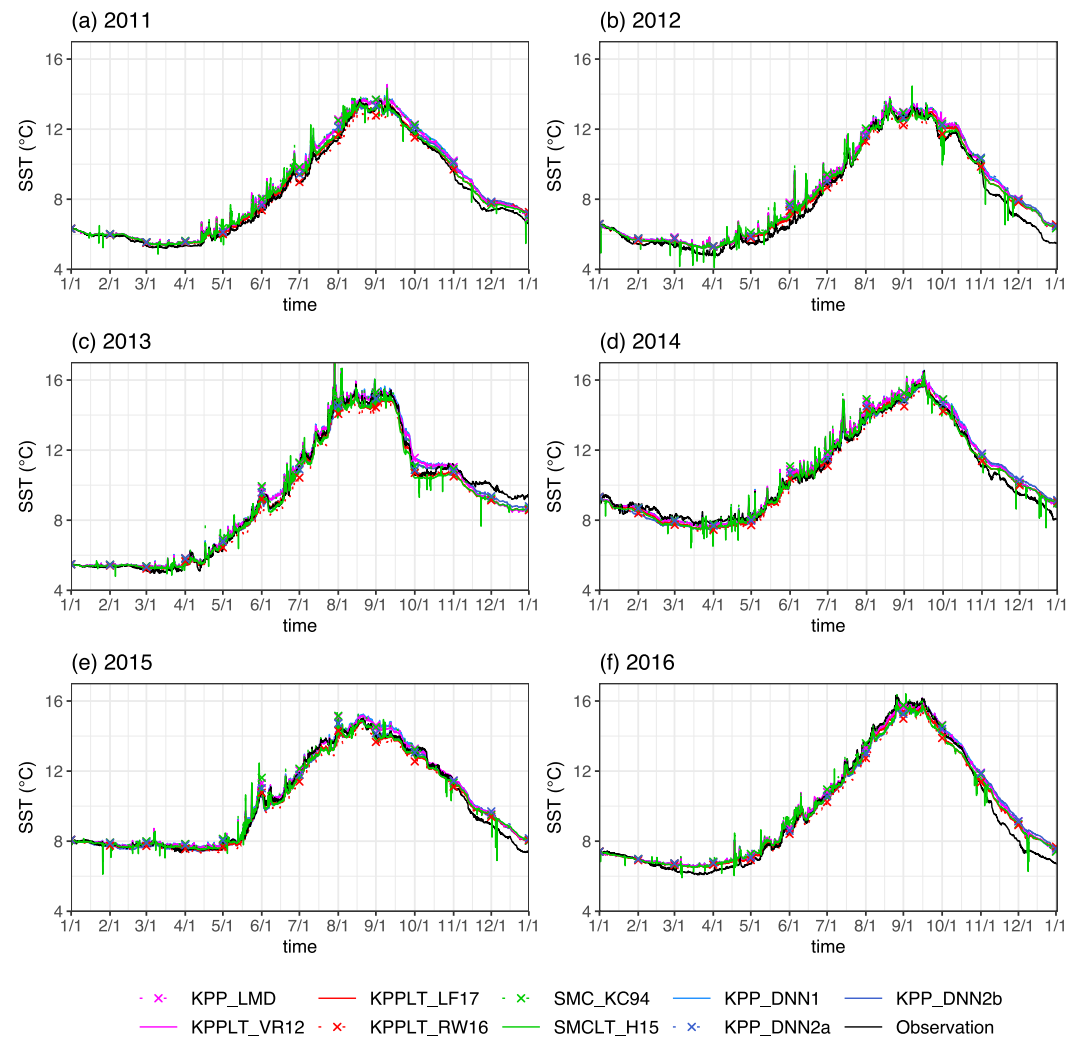 (a) 2011
(b) 2012
SST (°C)
16
12
8
4
1/1 2/1 3/1 4/1 5/1 6/1 7/1 8/1 9/1 10/1 11/1 12/1 1/1
time
SST (°C)
16
12
8
4
1/1 2/1 3/1 4/1 5/1 6/1 7/1 8/1 9/1 10/1 11/1 12/1 1/1
time
(c) 2013
(d) 2014
SST (°C)
16
12
8
4
1/1 2/1 3/1 4/1 5/1 6/1 7/1 8/1 9/1 10/1 11/1 12/1 1/1
time
SST (°C)
16
12
8
4
1/1 2/1 3/1 4/1 5/1 6/1 7/1 8/1 9/1 10/1 11/1 12/1 1/1
time
(e) 2015
(f) 2016
SST (°C)
16
12
8
4
1/1 2/1 3/1 4/1 5/1 6/1 7/1 8/1 9/1 10/1 11/1 12/1 1/1
time
SST (°C)
16
12
8
4
1/1 2/1 3/1 4/1 5/1 6/1 7/1 8/1 9/1 10/1 11/1 12/1 1/1
time
KPP_LMD KPPLT_LF17 SMC_KC94 KPP_DNN1 KPP_DNN2b
KPPLT_VR12 KPPLT_RW16 SMCLT_H15 KPP_DNN2a Observation